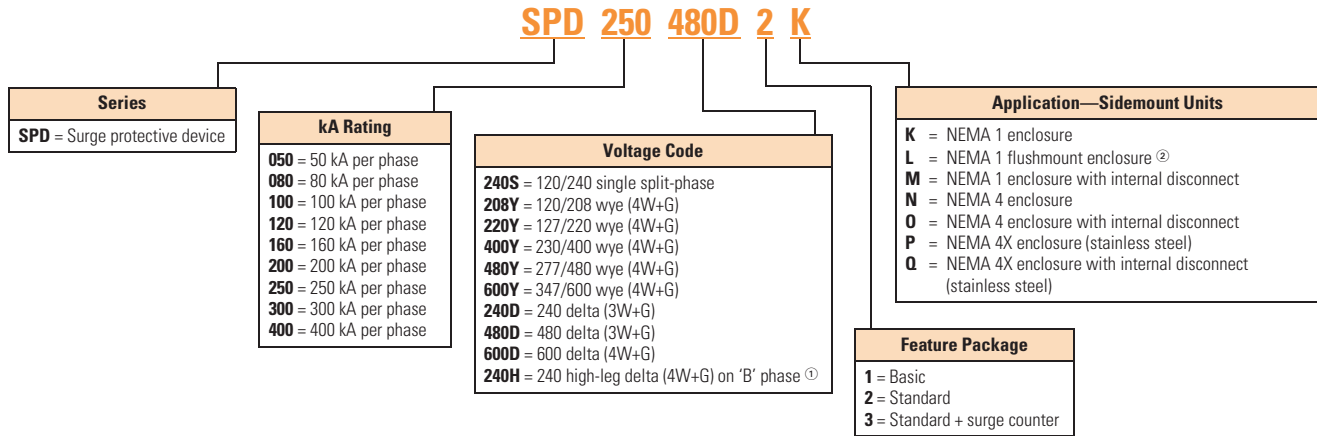 SPD 250 480D 2 K
Series
SPD = Surge protective device
kA Rating
050 = 50 kA per phase
080 = 80 kA per phase
100 = 100 kA per phase
120 = 120 kA per phase
160 = 160 kA per phase
200 = 200 kA per phase
250 = 250 kA per phase
300 = 300 kA per phase
400 = 400 kA per phase
Voltage Code
240S = 120/240 single split-phase
208Y = 120/208 wye (4W+G)
220Y = 127/220 wye (4W+G)
400Y = 230/400 wye (4W+G)
480Y = 277/480 wye (4W+G)
600Y = 347/600 wye (4W+G)
240D = 240 delta (3W+G)
480D = 480 delta (3W+G)
600D = 600 delta (4W+G)
240H = 240 high-leg delta (4W+G) on ‘B’ phase ①
Feature Package
1 = Basic
2 = Standard
3 = Standard + surge counter
Application—Sidemount Units
K = NEMA 1 enclosure
L = NEMA 1 flushmount enclosure ②
M = NEMA 1 enclosure with internal disconnect
N = NEMA 4 enclosure
O = NEMA 4 enclosure with internal disconnect
P = NEMA 4X enclosure (stainless steel)
Q = NEMA 4X enclosure with internal disconnect
(stainless steel)